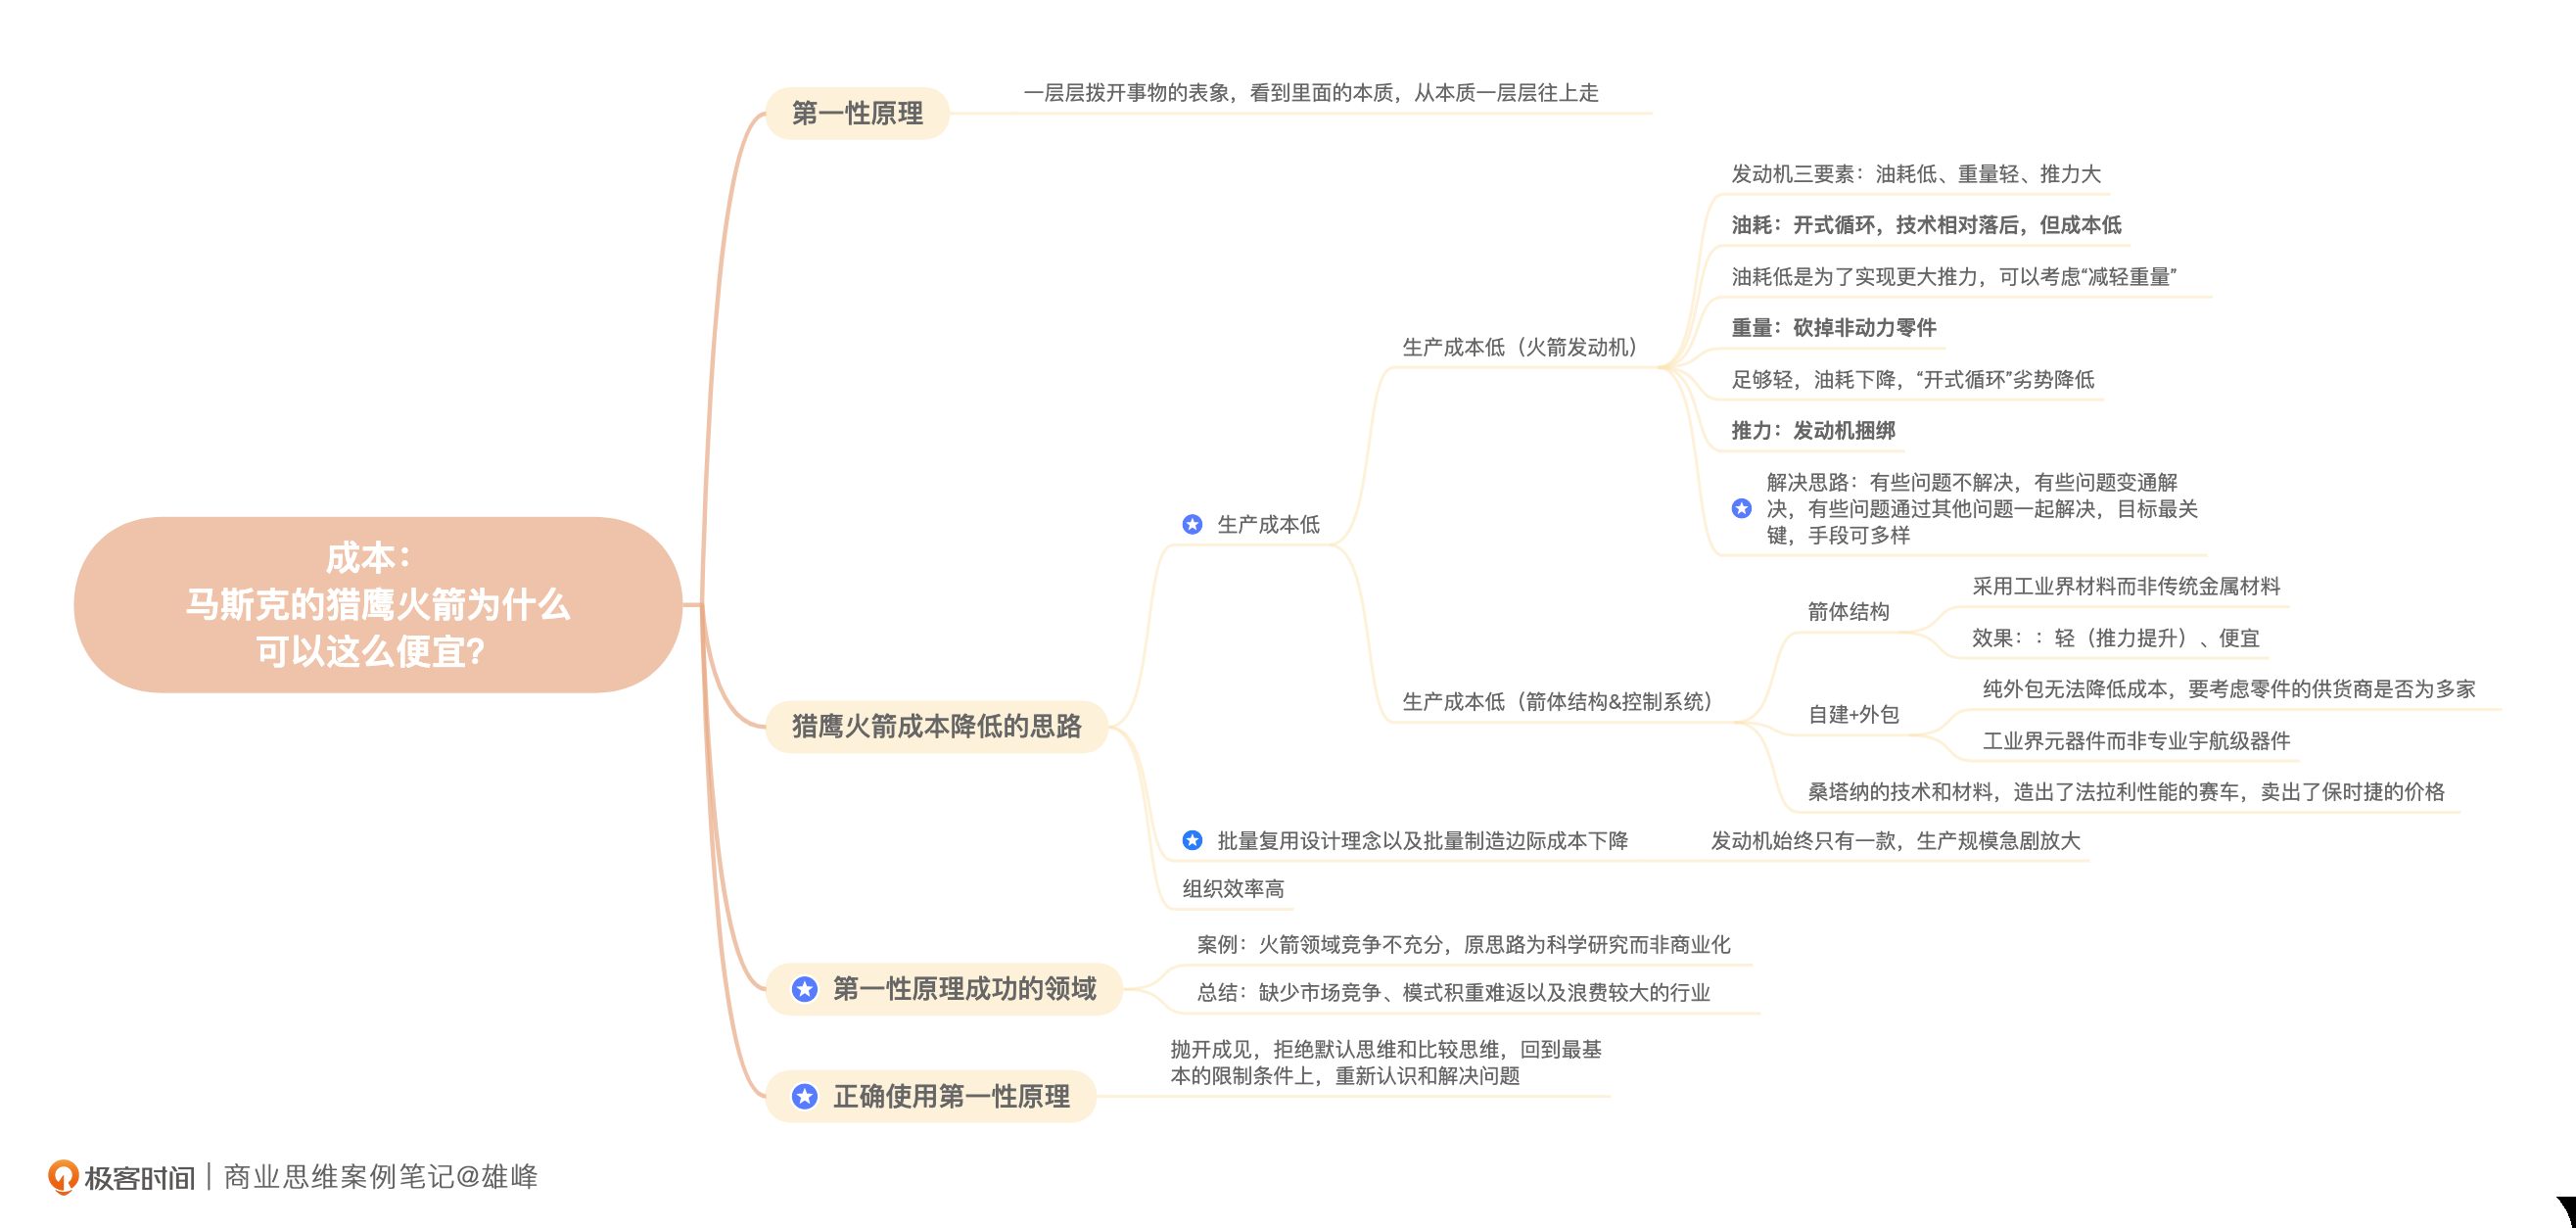 成本：
马斯克的猎鹰火箭为什么
可以这么便宜？
第一性原理
一层层拨开事物的表象，看到里面的本质，从本质一层层往上走
猎鹰火箭成本降低的思路
生产成本低
生产成本低（火箭发动机）
发动机三要素：油耗低、重量轻、推力大
油耗：开式循环，技术相对落后，但成本低
油耗低是为了实现更大推力，可以考虑“减轻重量”
重量：砍掉非动力零件
足够轻，油耗下降，“开式循环”劣势降低
推力：发动机捆绑
解决思路：有些问题不解决，有些问题变通解
决，有些问题通过其他问题一起解决，目标最关
键，手段可多样
生产成本低（箭体结构&控制系统）
箭体结构
采用工业界材料而非传统金属材料
效果：：轻（推力提升）、便宜
自建+外包
纯外包无法降低成本，要考虑零件的供货商是否为多家
工业界元器件而非专业宇航级器件
桑塔纳的技术和材料，造出了法拉利性能的赛车，卖出了保时捷的价格
批量复用设计理念以及批量制造边际成本下降
发动机始终只有一款，生产规模急剧放大
组织效率高
第一性原理成功的领域
案例：火箭领域竞争不充分，原思路为科学研究而非商业化
总结：缺少市场竞争、模式积重难返以及浪费较大的行业
正确使用第一性原理
抛开成见，拒绝默认思维和比较思维，回到最基
本的限制条件上，重新认识和解决问题
极客时间｜商业思维案例笔记@雄峰